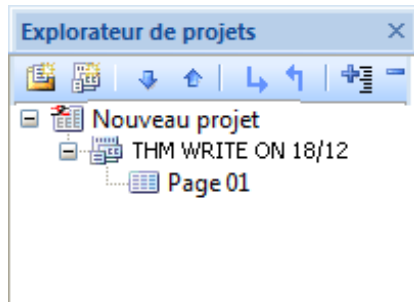 Explorateur de projets
Nouveau projet
THM WRITE ON 18/12
Page 01